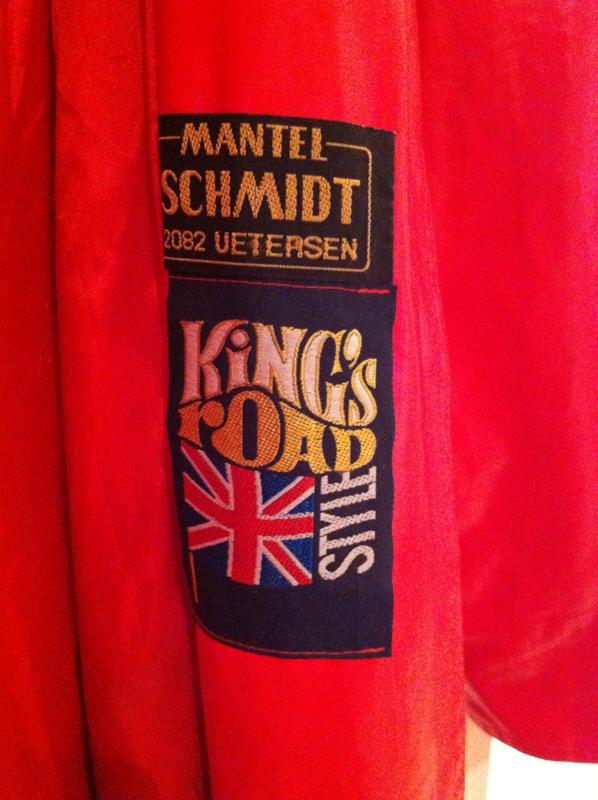 MANTEL
SCHMIDT
2082 UETERSEN
KiNG'S
rOAD
STYLE